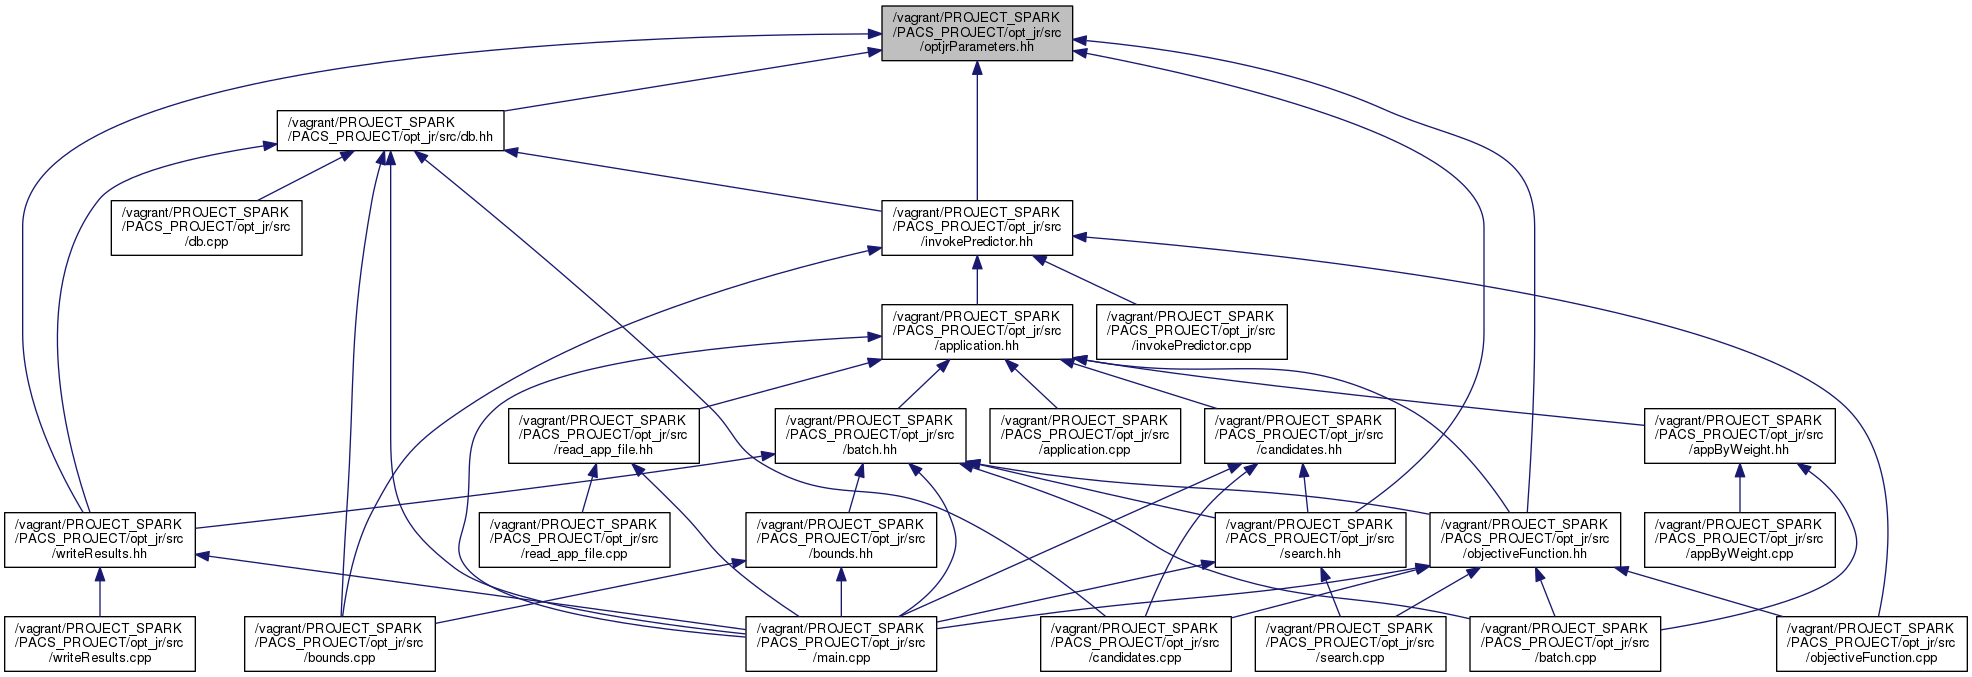 /vagrant/PROJECT_SPARK
/PACS_PROJECT/opt_jr/src
/optjrParameters.hh
/vagrant/PROJECT_SPARK
/PACS_PROJECT/opt_jr/src/db.hh
/vagrant/PROJECT_SPARK
/PACS_PROJECT/opt_jr/src
/db.cpp
/vagrant/PROJECT_SPARK
/PACS_PROJECT/opt_jr/src
/invokePredictor.hh
/vagrant/PROJECT_SPARK
/PACS_PROJECT/opt_jr/src
/application.hh
/vagrant/PROJECT_SPARK
/PACS_PROJECT/opt_jr/src
/invokePredictor.cpp
/vagrant/PROJECT_SPARK
/PACS_PROJECT/opt_jr/src
/read_app_file.hh
/vagrant/PROJECT_SPARK
/PACS_PROJECT/opt_jr/src
/batch.hh
/vagrant/PROJECT_SPARK
/PACS_PROJECT/opt_jr/src
/application.cpp
/vagrant/PROJECT_SPARK
/PACS_PROJECT/opt_jr/src
/candidates.hh
/vagrant/PROJECT_SPARK
/PACS_PROJECT/opt_jr/src
/appByWeight.hh
/vagrant/PROJECT_SPARK
/PACS_PROJECT/opt_jr/src
/writeResults.hh
/vagrant/PROJECT_SPARK
/PACS_PROJECT/opt_jr/src
/read_app_file.cpp
/vagrant/PROJECT_SPARK
/PACS_PROJECT/opt_jr/src
/bounds.hh
/vagrant/PROJECT_SPARK
/PACS_PROJECT/opt_jr/src
/search.hh
/vagrant/PROJECT_SPARK
/PACS_PROJECT/opt_jr/src
/objectiveFunction.hh
/vagrant/PROJECT_SPARK
/PACS_PROJECT/opt_jr/src
/appByWeight.cpp
/vagrant/PROJECT_SPARK
/PACS_PROJECT/opt_jr/src
/writeResults.cpp
/vagrant/PROJECT_SPARK
/PACS_PROJECT/opt_jr/src
/bounds.cpp
/vagrant/PROJECT_SPARK
/PACS_PROJECT/opt_jr/src
/main.cpp
/vagrant/PROJECT_SPARK
/PACS_PROJECT/opt_jr/src
/candidates.cpp
/vagrant/PROJECT_SPARK
/PACS_PROJECT/opt_jr/src
/search.cpp
/vagrant/PROJECT_SPARK
/PACS_PROJECT/opt_jr/src
/batch.cpp
/vagrant/PROJECT_SPARK
/PACS_PROJECT/opt_jr/src
/objectiveFunction.cpp